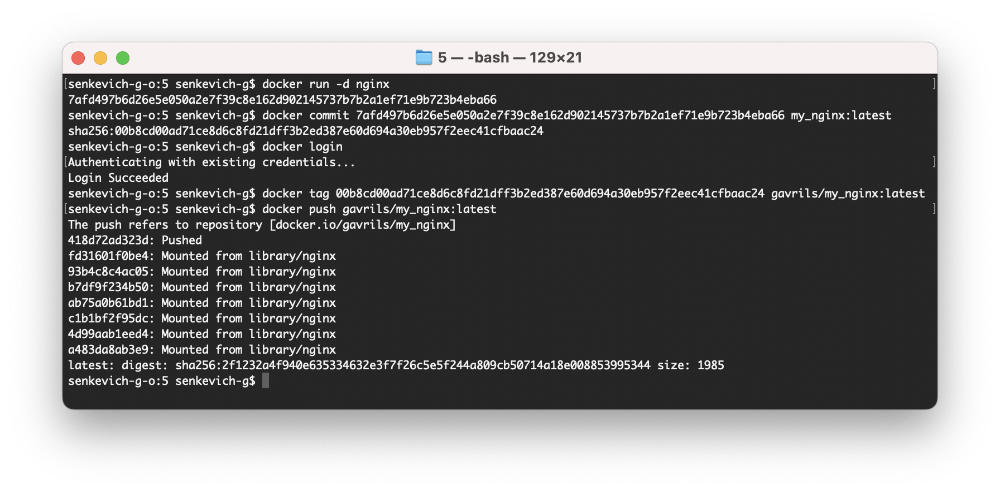 5 — -bash — 129×21
[senkevich-g-o:5 senkevich-g$ docker run -d nginx ]
7afd497b6d26e5e050a2e7f39c8e162d902145737b7b2a1ef71e9b723b4eba66
senkevich-g-o:5 senkevich-g$ docker commit 7afd497b6d26e5e050a2e7f39c8e162d902145737b7b2a1ef71e9b723b4eba66 my_nginx:latest
sha256:00b8cd00ad71ce8d6c8fd21dff3b2ed387e60d694a30eb957f2eec41cfbaac24
senkevich-g-o:5 senkevich-g$ docker login
[Authenticating with existing credentials... ]
Login Succeeded
senkevich-g-o:5 senkevich-g$ docker tag 00b8cd00ad71ce8d6c8fd21dff3b2ed387e60d694a30eb957f2eec41cfbaac24 gavrils/my_nginx:latest
[senkevich-g-o:5 senkevich-g$ docker push gavrils/my_nginx:latest ]
The push refers to repository [docker.io/gavrils/my_nginx]
418d72ad323d: Pushed
fd31601f0be4: Mounted from library/nginx
93b4c8c4ac05: Mounted from library/nginx
b7df9f234b50: Mounted from library/nginx
ab75a0b61bd1: Mounted from library/nginx
c1b1bf2f95dc: Mounted from library/nginx
4d99aab1eed4: Mounted from library/nginx
a483da8ab3e9: Mounted from library/nginx
latest: digest: sha256:2f1232a4f940e635334632e3f7f26c5e5f244a809cb50714a18e008853995344 size: 1985
senkevich-g-o:5 senkevich-g$